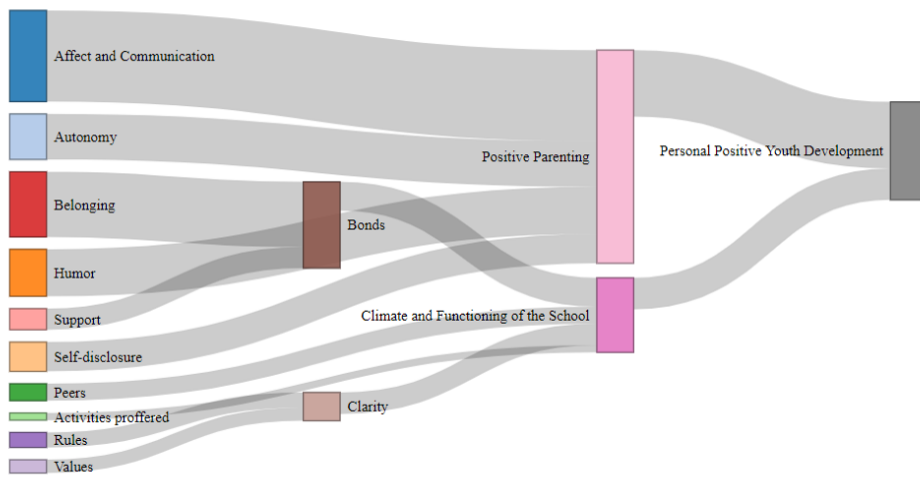 Affect and Communication
Autonomy
Positive Parenting
Personal Positive Youth Development
Belonging
Bonds
Humor
Support
Climate and Functioning of the School
Self-disclosure
Peers
Clarity
Activities proffered
Rules
Values